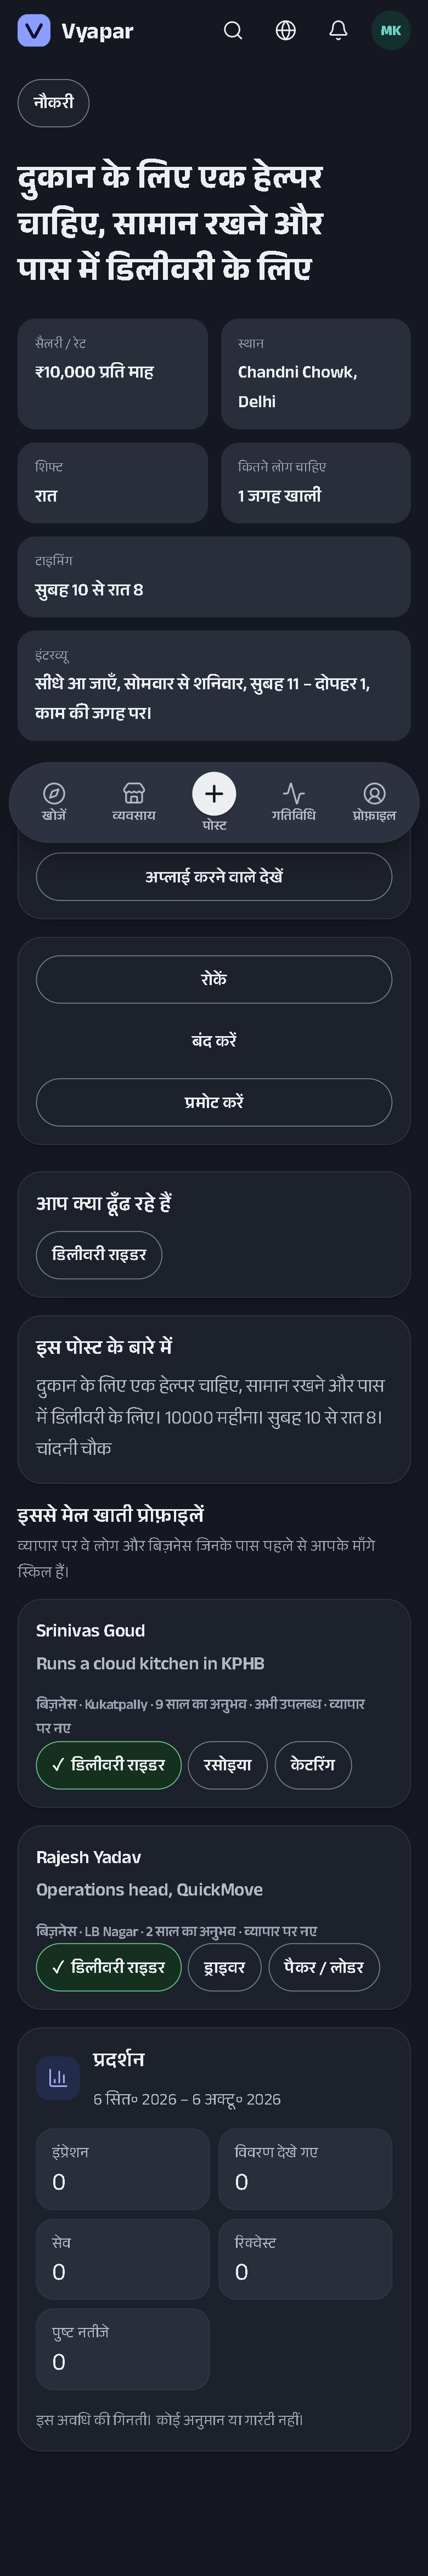 Vyapar
MK
नौकरी
दुकान के लिए एक हेल्पर
चाहिए, सामान रखने और
पास में डिलीवरी के लिए
सैलरी / रेट
₹10,000 प्रति माह
स्थान
Chandni Chowk,
Delhi
शिफ्ट
रात
कितने लोग चाहिए
1 जगह खाली
टाइमिंग
सुबह 10 से रात 8
इंटरव्यू
सीधे आ जाएँ, सोमवार से शनिवार, सुबह 11 – दोपहर 1,
काम की जगह पर।
खोजें
व्यवसाय
पोस्ट
गतिविधि
प्रोफ़ाइल
अप्लाई करने वाले देखें
रोकें
बंद करें
प्रमोट करें
आप क्या ढूँढ रहे हैं
डिलीवरी राइडर
इस पोस्ट के बारे में
दुकान के लिए एक हेल्पर चाहिए, सामान रखने और पास
में डिलीवरी के लिए। 10000 महीना। सुबह 10 से रात 8।
चांदनी चौक
इससे मेल खाती प्रोफ़ाइलें
व्यापार पर वे लोग और बिज़नेस जिनके पास पहले से आपके माँगे
स्किल हैं।
Srinivas Goud
Runs a cloud kitchen in KPHB
बिज़नेस · Kukatpally · 9 साल का अनुभव · अभी उपलब्ध · व्यापार
पर नए
✓ डिलीवरी राइडर
रसोइया
केटरिंग
Rajesh Yadav
Operations head, QuickMove
बिज़नेस · LB Nagar · 2 साल का अनुभव · व्यापार पर नए
✓ डिलीवरी राइडर
ड्राइवर
पैकर / लोडर
प्रदर्शन
6 सित॰ 2026 – 6 अक्टू॰ 2026
इंप्रेशन
0
विवरण देखे गए
0
सेव
0
रिक्वेस्ट
0
पुष्ट नतीजे
0
इस अवधि की गिनती। कोई अनुमान या गारंटी नहीं।